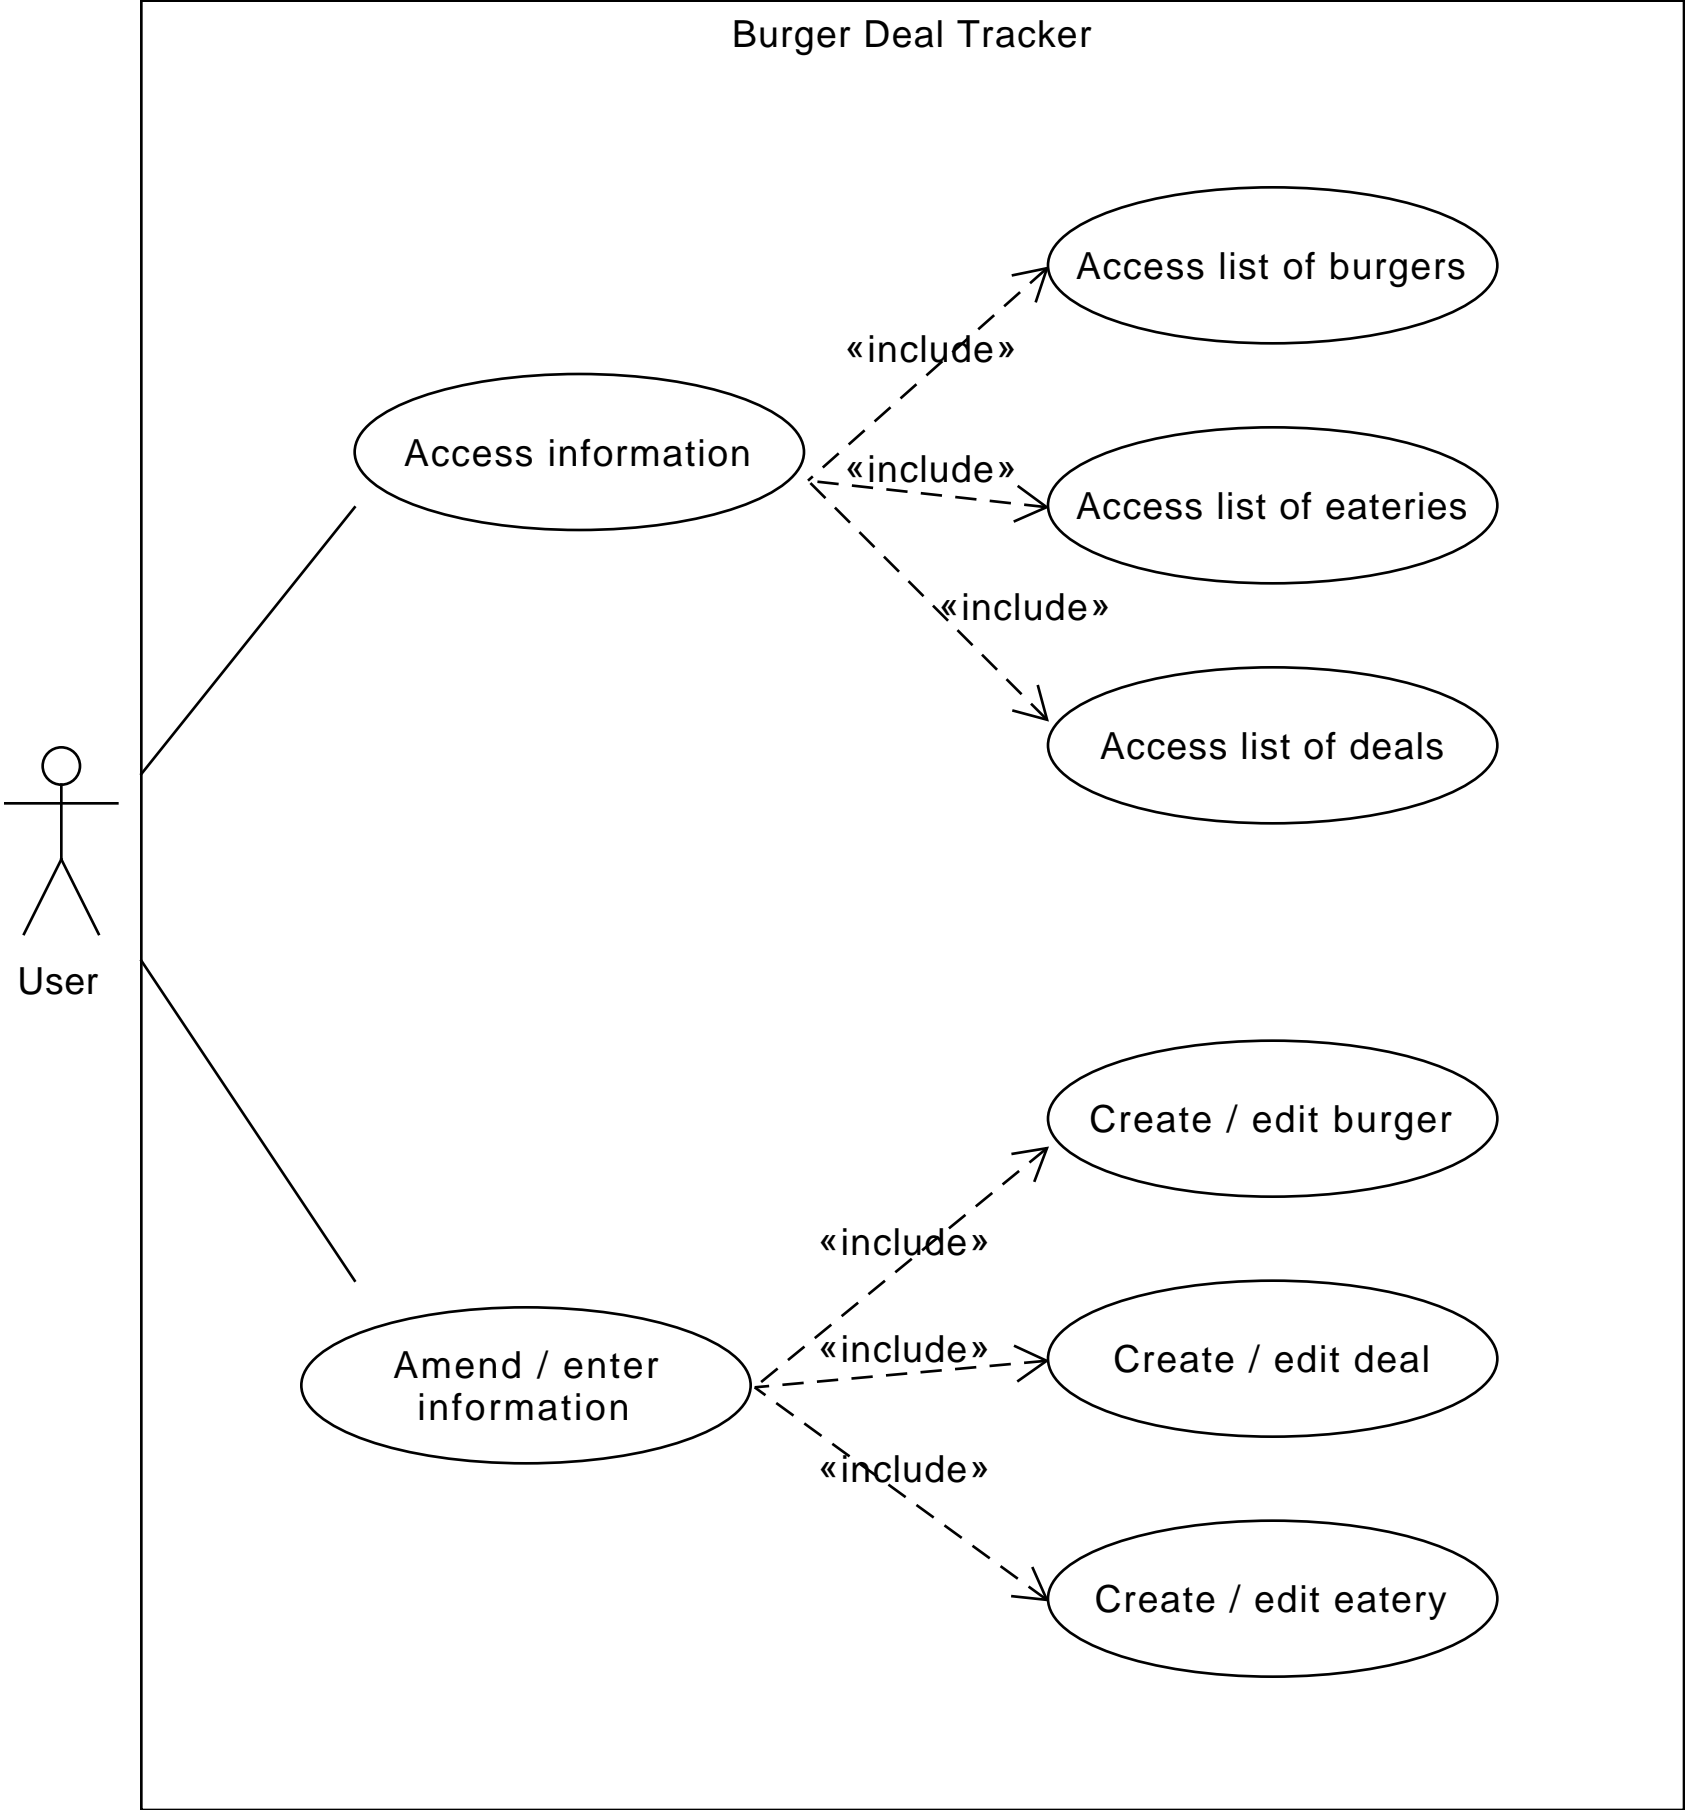 Burger Deal Tracker
Access list of burgers
«include»
Access information
«include»
Access list of eateries
«include»
Access list of deals
User
Create / edit burger
«include»
«include»
Create / edit deal
Amend / enter
information
«include»
Create / edit eatery